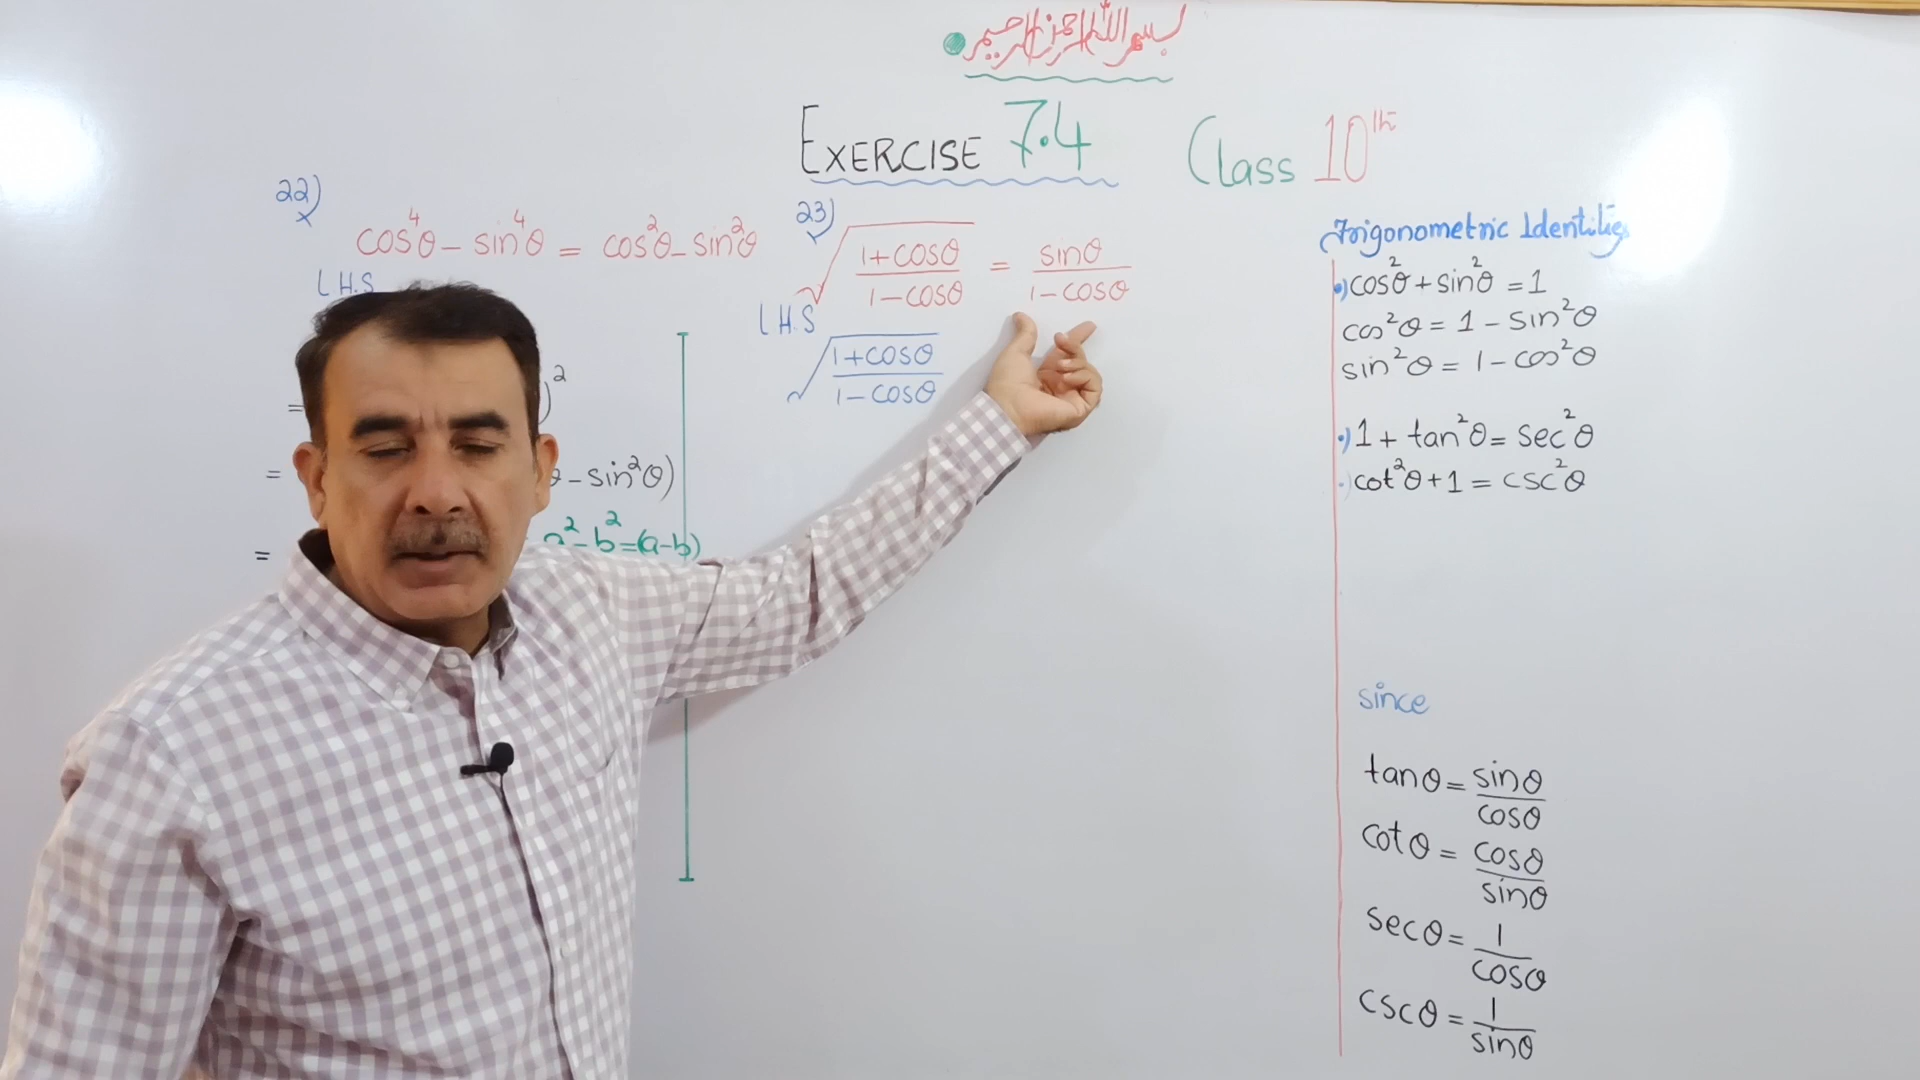 بسم اللہ الرحمن الرحیم
EXERCISE 7.4 Class 10th
22)
cos⁴θ - sin⁴θ = cos²θ - sin²θ
L.H.S
= )²
= θ - sin²θ)
= a² - b² = (a-b)
23)
√(1+cosθ / 1-cosθ) = sinθ / 1-cosθ
L.H.S
√(1+cosθ / 1-cosθ)
Trigonometric Identities
•) cos²θ + sin²θ = 1
cos²θ = 1 - sin²θ
sin²θ = 1 - cos²θ
•) 1 + tan²θ = sec²θ
•) cot²θ + 1 = csc²θ
since
tanθ = sinθ / cosθ
cotθ = cosθ / sinθ
secθ = 1 / cosθ
cscθ = 1 / sinθ